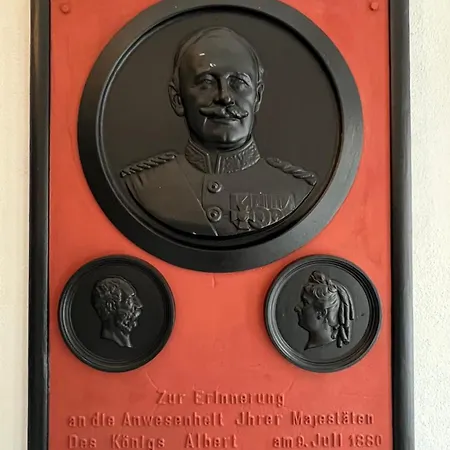 Zur Erinnerung
an die Anwesenheit Jhrer Majestäten
Des Königs Albert am 9. Juli 1880